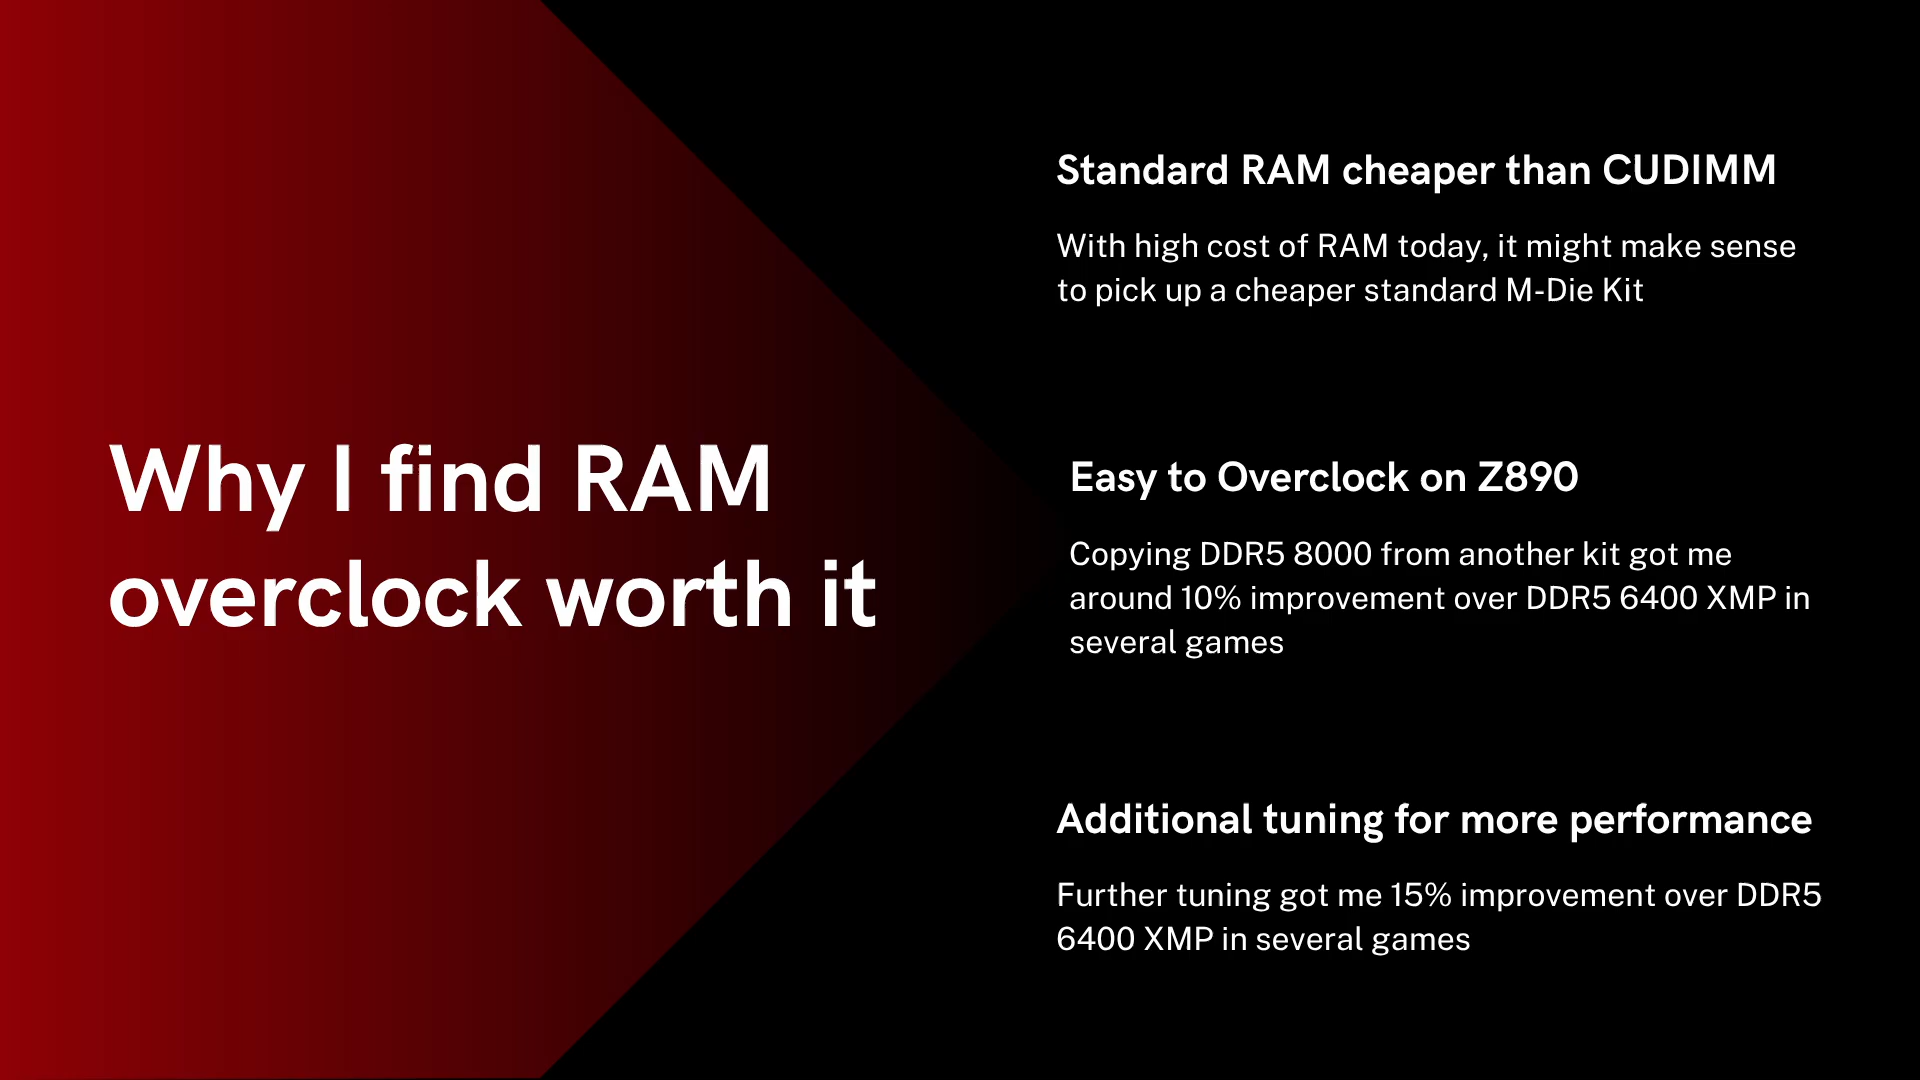 Why I find RAM
overclock worth it
Standard RAM cheaper than CUDIMM
With high cost of RAM today, it might make sense
to pick up a cheaper standard M-Die Kit
Easy to Overclock on Z890
Copying DDR5 8000 from another kit got me
around 10% improvement over DDR5 6400 XMP in
several games
Additional tuning for more performance
Further tuning got me 15% improvement over DDR5
6400 XMP in several games